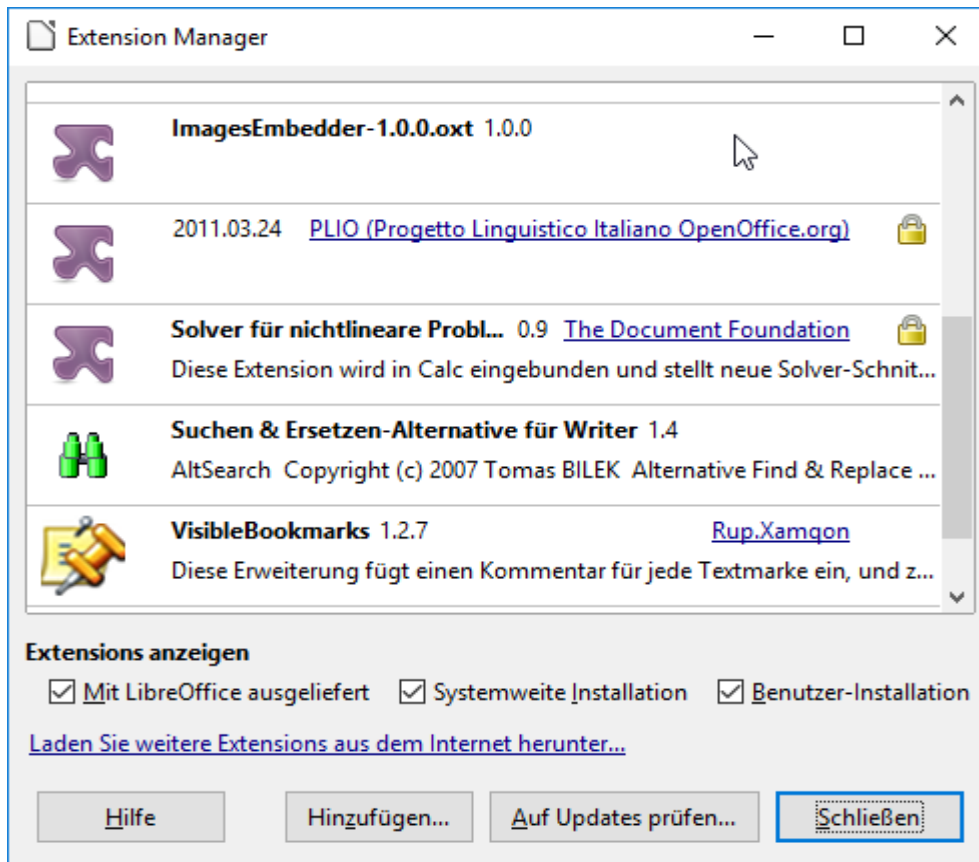 Extension Manager
ImagesEmbedder-1.0.0.oxt 1.0.0
2011.03.24 PLIO (Progetto Linguistico Italiano OpenOffice.org)
Solver für nichtlineare Probl... 0.9 The Document Foundation
Diese Extension wird in Calc eingebunden und stellt neue Solver-Schnit...
Suchen & Ersetzen-Alternative für Writer 1.4
AltSearch Copyright (c) 2007 Tomas BILEK Alternative Find & Replace ...
VisibleBookmarks 1.2.7 Rup.Xamqon
Diese Erweiterung fügt einen Kommentar für jede Textmarke ein, und z...
Extensions anzeigen
Mit LibreOffice ausgeliefert Systemweite Installation Benutzer-Installation
Laden Sie weitere Extensions aus dem Internet herunter...
Hilfe Hinzufügen... Auf Updates prüfen... Schließen